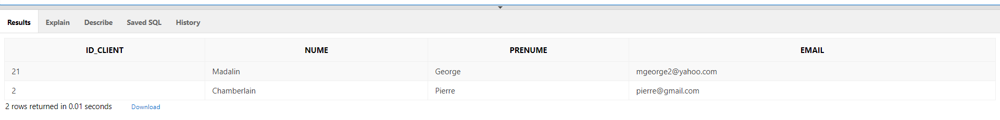 Results Explain Describe Saved SQL History
ID_CLIENT NUME PRENUME EMAIL
21 Madalin George mgeorge2@yahoo.com
2 Chamberlain Pierre pierre@gmail.com
2 rows returned in 0.01 seconds Download